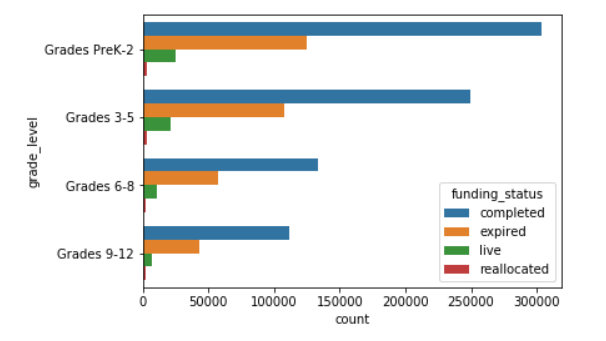 grade_level
Grades PreK-2
Grades 3-5
Grades 6-8
Grades 9-12
funding_status
completed
expired
live
reallocated
0 50000 100000 150000 200000 250000 300000
count